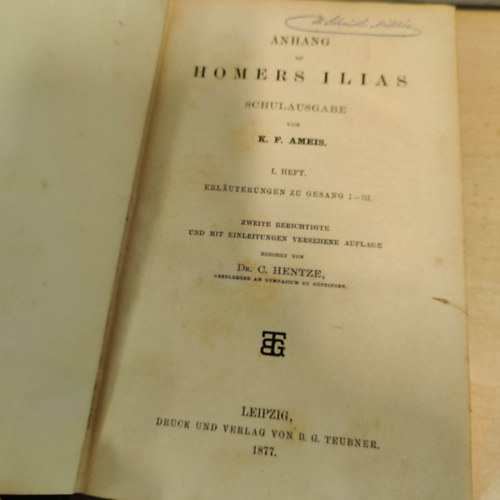 ANHANG
ZU
HOMERS ILIAS
SCHULAUSGABE
VON
K. F. AMEIS.
I. HEFT.
ERLÄUTERUNGEN ZU GESANG I—III.
ZWEITE BERICHTIGTE
UND MIT EINLEITUNGEN VERSEHENE AUFLAGE
BESORGT VON
DR. C. HENTZE,
OBERLEHRER AM GYMNASIUM ZU GÖTTINGEN.
BTG
LEIPZIG,
DRUCK UND VERLAG VON B. G. TEUBNER.
1877.